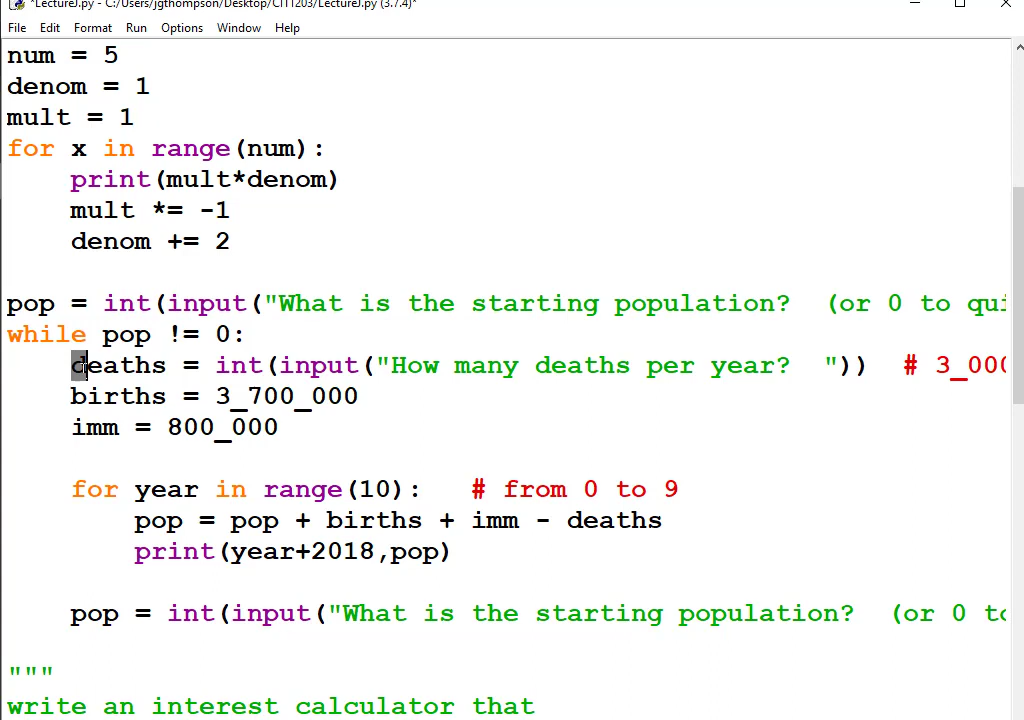 *LectureJ.py - C:/Users/jgthompson/Desktop/CIT1203/LectureJ.py (3.7.4)*
File Edit Format Run Options Window Help
num = 5
denom = 1
mult = 1
for x in range(num):
print(mult*denom)
mult *= -1
denom += 2
pop = int(input("What is the starting population?  (or 0 to qui
while pop != 0:
deaths = int(input("How many deaths per year?  "))  # 3_000
births = 3_700_000
imm = 800_000
for year in range(10):   # from 0 to 9
pop = pop + births + imm - deaths
print(year+2018,pop)
pop = int(input("What is the starting population?  (or 0 to
"""
write an interest calculator that